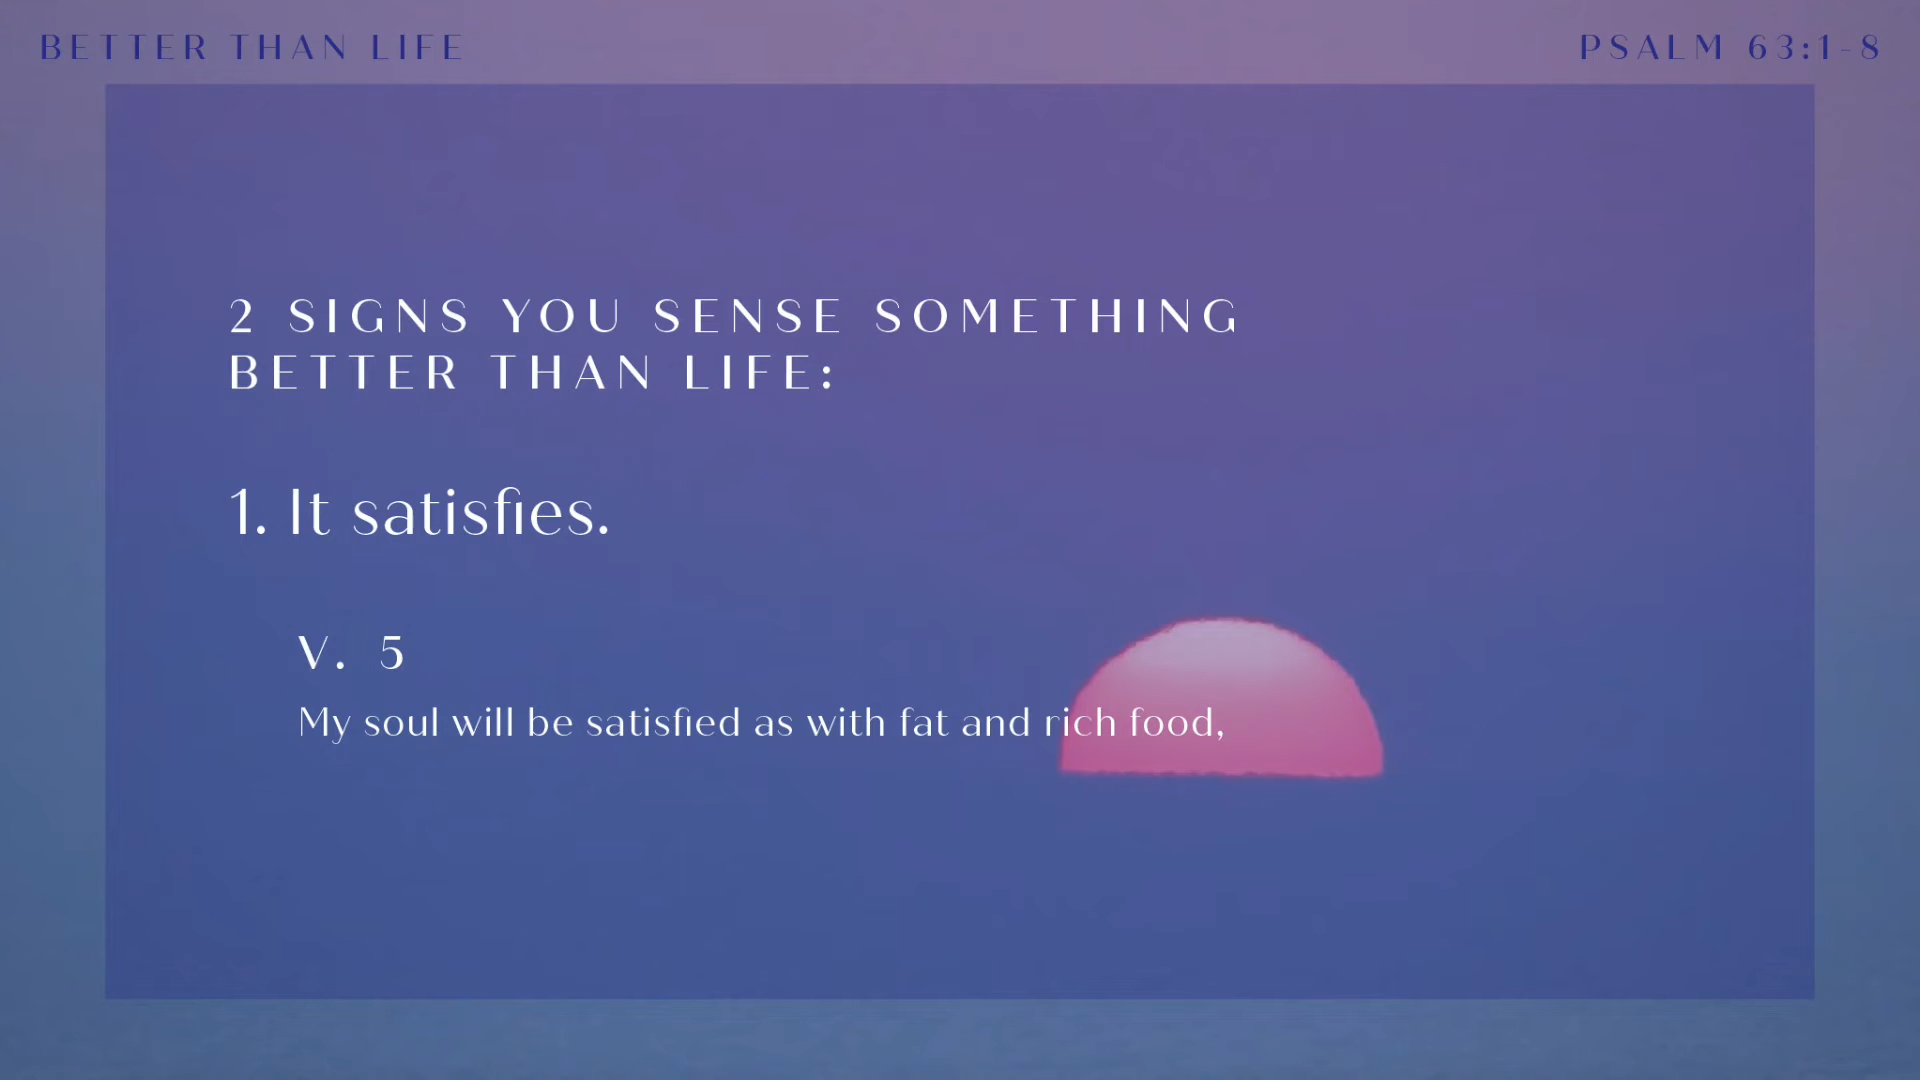 BETTER THAN LIFE
PSALM 63:1-8
2 SIGNS YOU SENSE SOMETHING
BETTER THAN LIFE:
1. It satisfies.
V. 5
My soul will be satisfied as with fat and rich food,